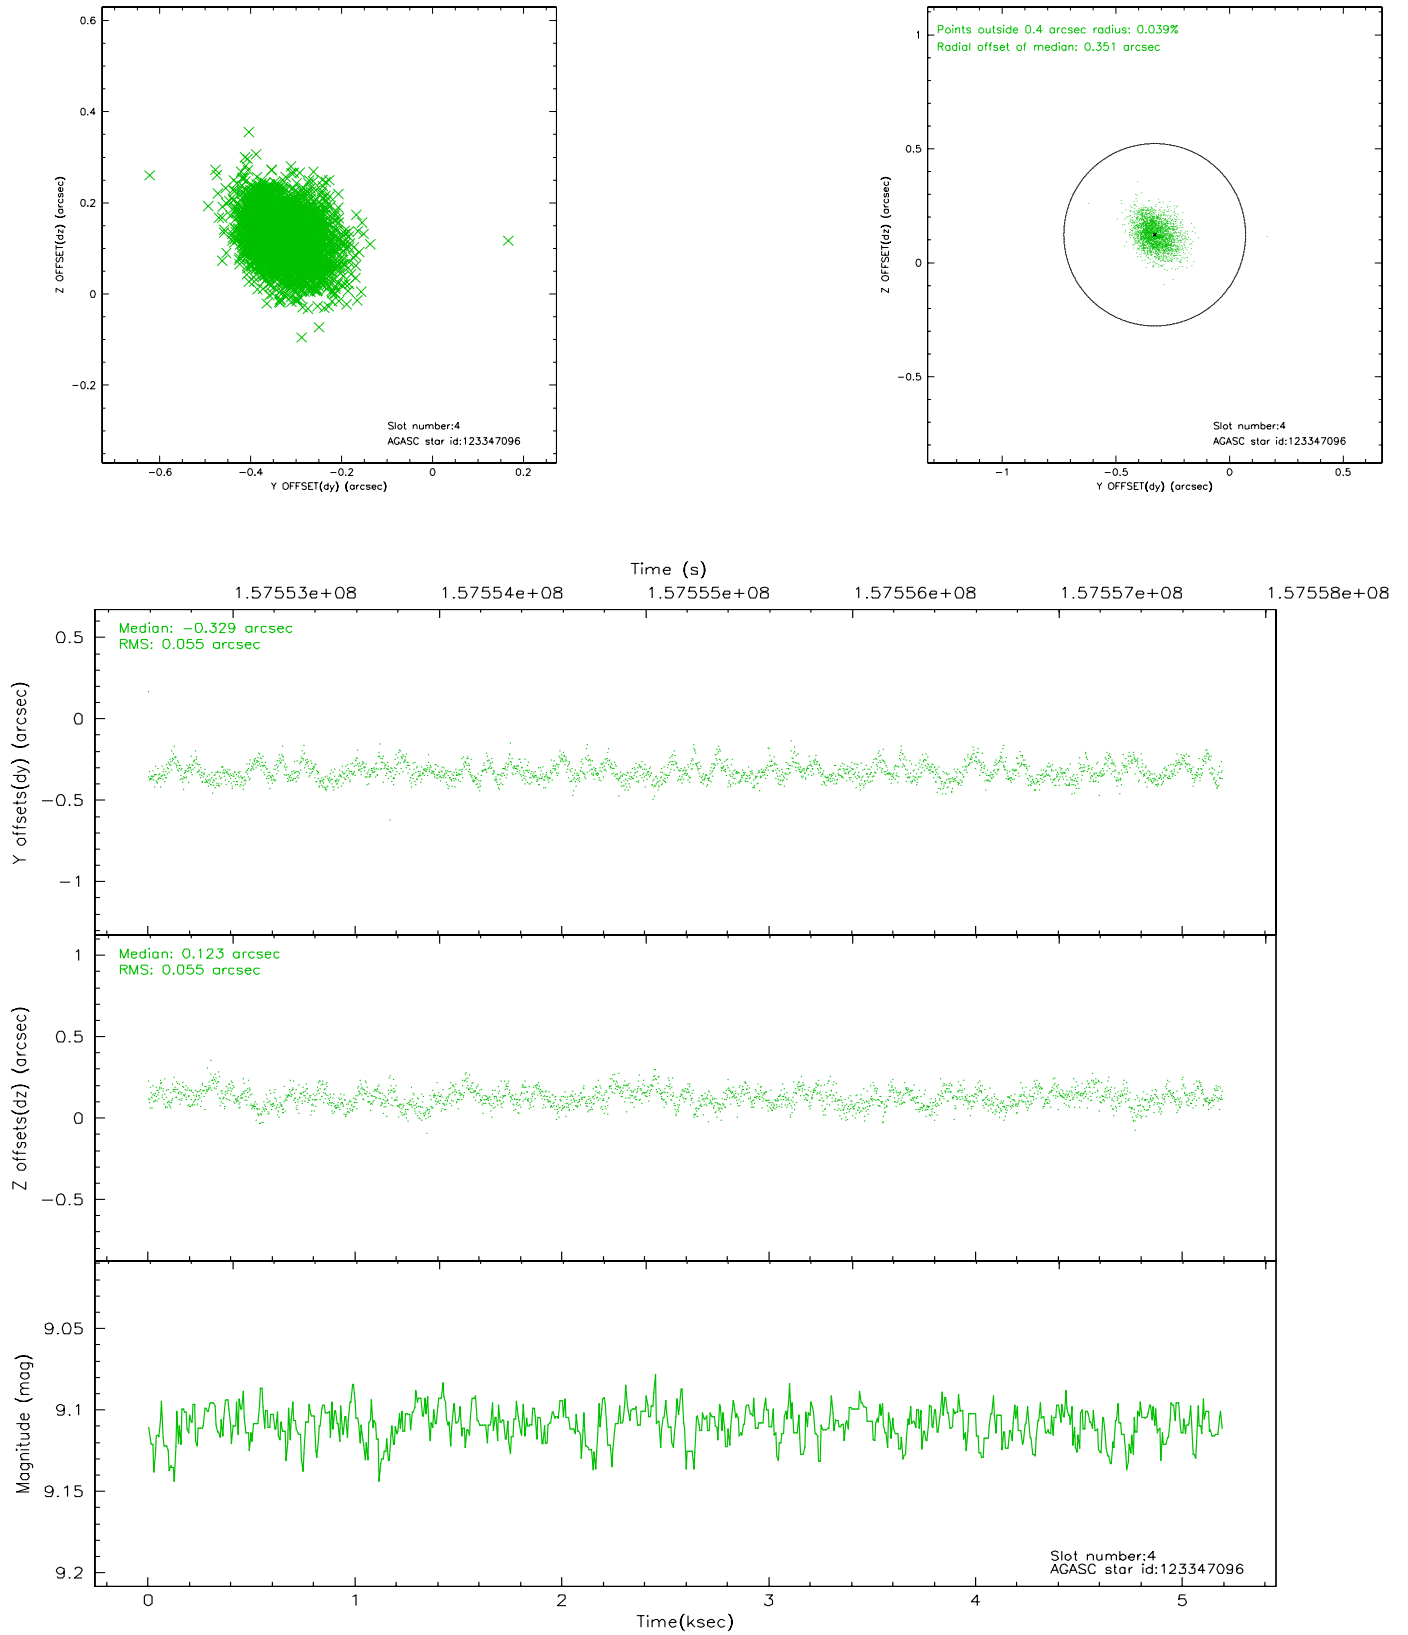 0.6
0.4
0.2
0
−0.2
Z OFFSET(dz) (arcsec)
−0.6 −0.4 −0.2 0 0.2
Y OFFSET(dy) (arcsec)
Slot number:4
AGASC star id:123347096
Points outside 0.4 arcsec radius: 0.039%
Radial offset of median: 0.351 arcsec
1
0.5
0
−0.5
Z OFFSET(dz) (arcsec)
−1 −0.5 0 0.5
Y OFFSET(dy) (arcsec)
Slot number:4
AGASC star id:123347096
Time (s)
1.57553e+08 1.57554e+08 1.57555e+08 1.57556e+08 1.57557e+08 1.57558e+08
Median: −0.329 arcsec
RMS: 0.055 arcsec
0.5
0
−0.5
−1
Y offsets(dy) (arcsec)
Median: 0.123 arcsec
RMS: 0.055 arcsec
1
0.5
0
−0.5
Z offsets(dz) (arcsec)
9.05
9.1
9.15
9.2
Magnitude (mag)
Slot number:4
AGASC star id:123347096
0 1 2 3 4 5
Time(ksec)